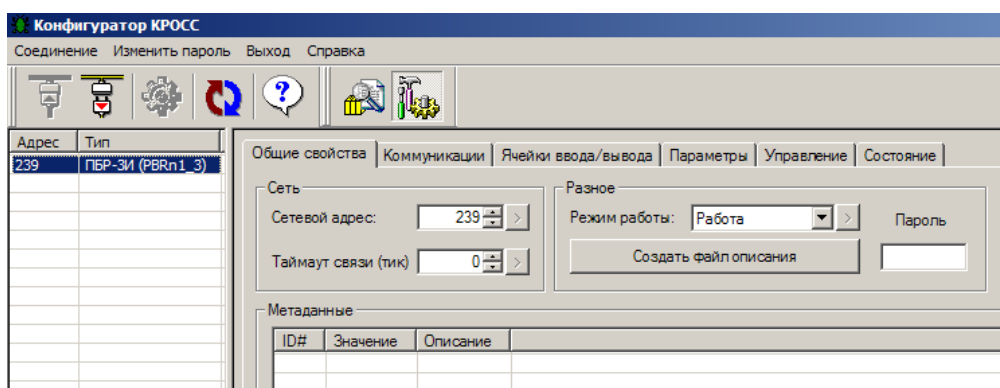 Конфигуратор КРОСС
Соединение Изменить пароль Выход Справка
Адрес Тип
239 ПБР-3И (PBRn1_3)
Общие свойства Коммуникации Ячейки ввода/вывода Параметры Управление Состояние
Сеть
Сетевой адрес: 239 >
Таймаут связи (тик) 0 >
Разное
Режим работы: Работа > Пароль
Создать файл описания
Метаданные
ID# Значение Описание